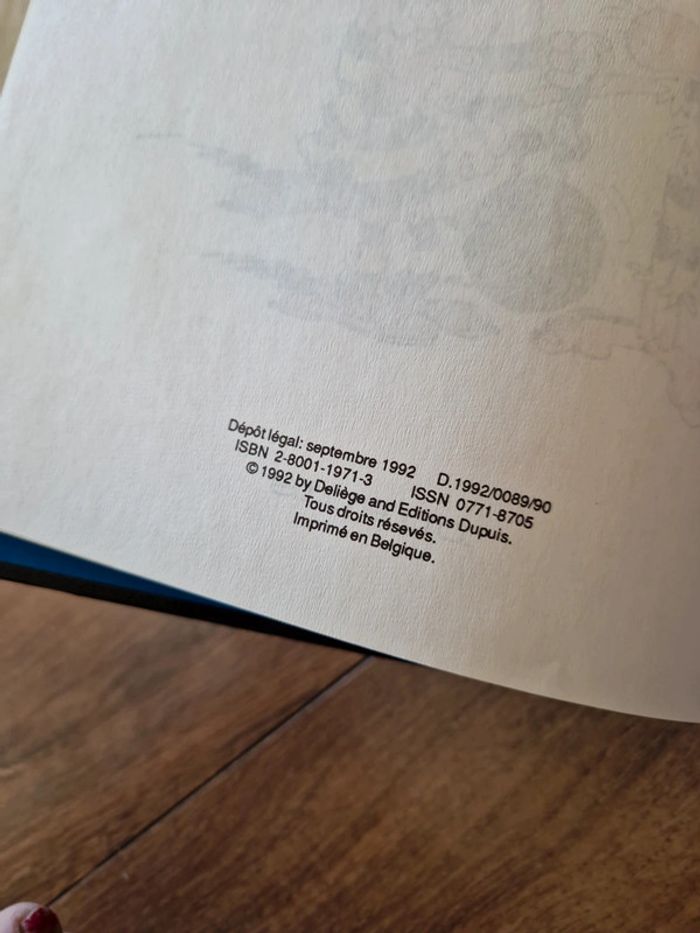 Dépôt légal: septembre 1992 D.1992/0089/90
ISBN 2-8001-1971-3 ISSN 0771-8705
© 1992 by Deliège and Editions Dupuis.
Tous droits résevés.
Imprimé en Belgique.